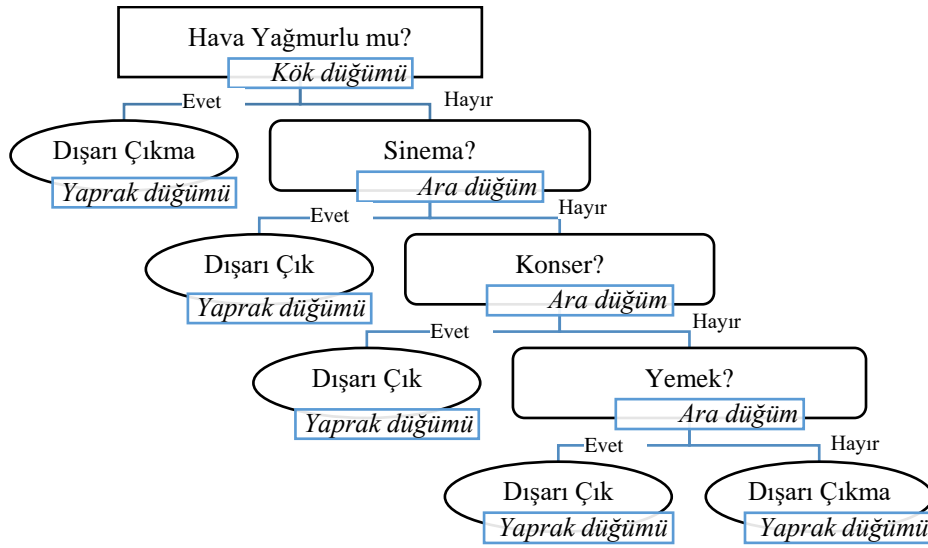 Hava Yağmurlu mu?
Kök düğümü
Evet
Hayır
Dışarı Çıkma
Yaprak düğümü
Sinema?
Ara düğüm
Evet
Hayır
Dışarı Çık
Yaprak düğümü
Konser?
Ara düğüm
Evet
Hayır
Dışarı Çık
Yaprak düğümü
Yemek?
Ara düğüm
Evet
Hayır
Dışarı Çık
Yaprak düğümü
Dışarı Çıkma
Yaprak düğümü